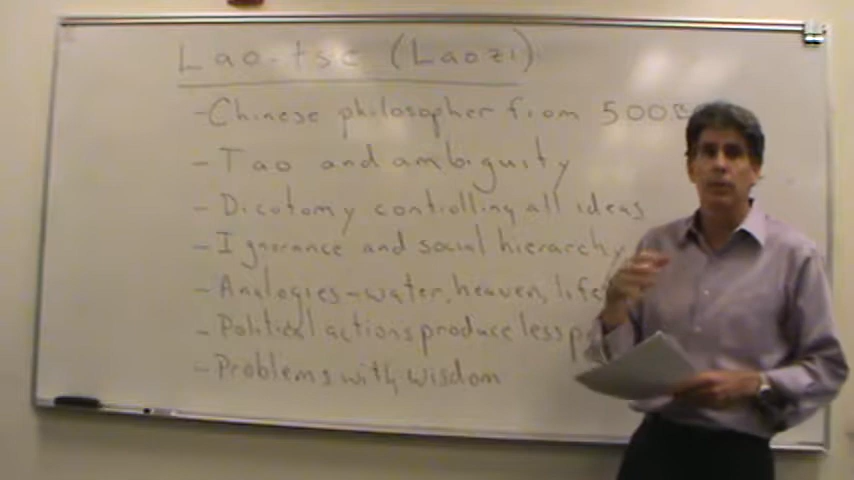 Lao-tse (Laozi)
- Chinese philosopher from 500B
- Tao and ambiguity
- Dicotomy controlling all ideas
- Ignorance and social hierarchy
- Analogies - water, heaven, life
- Political actions produce less
- Problems with wisdom